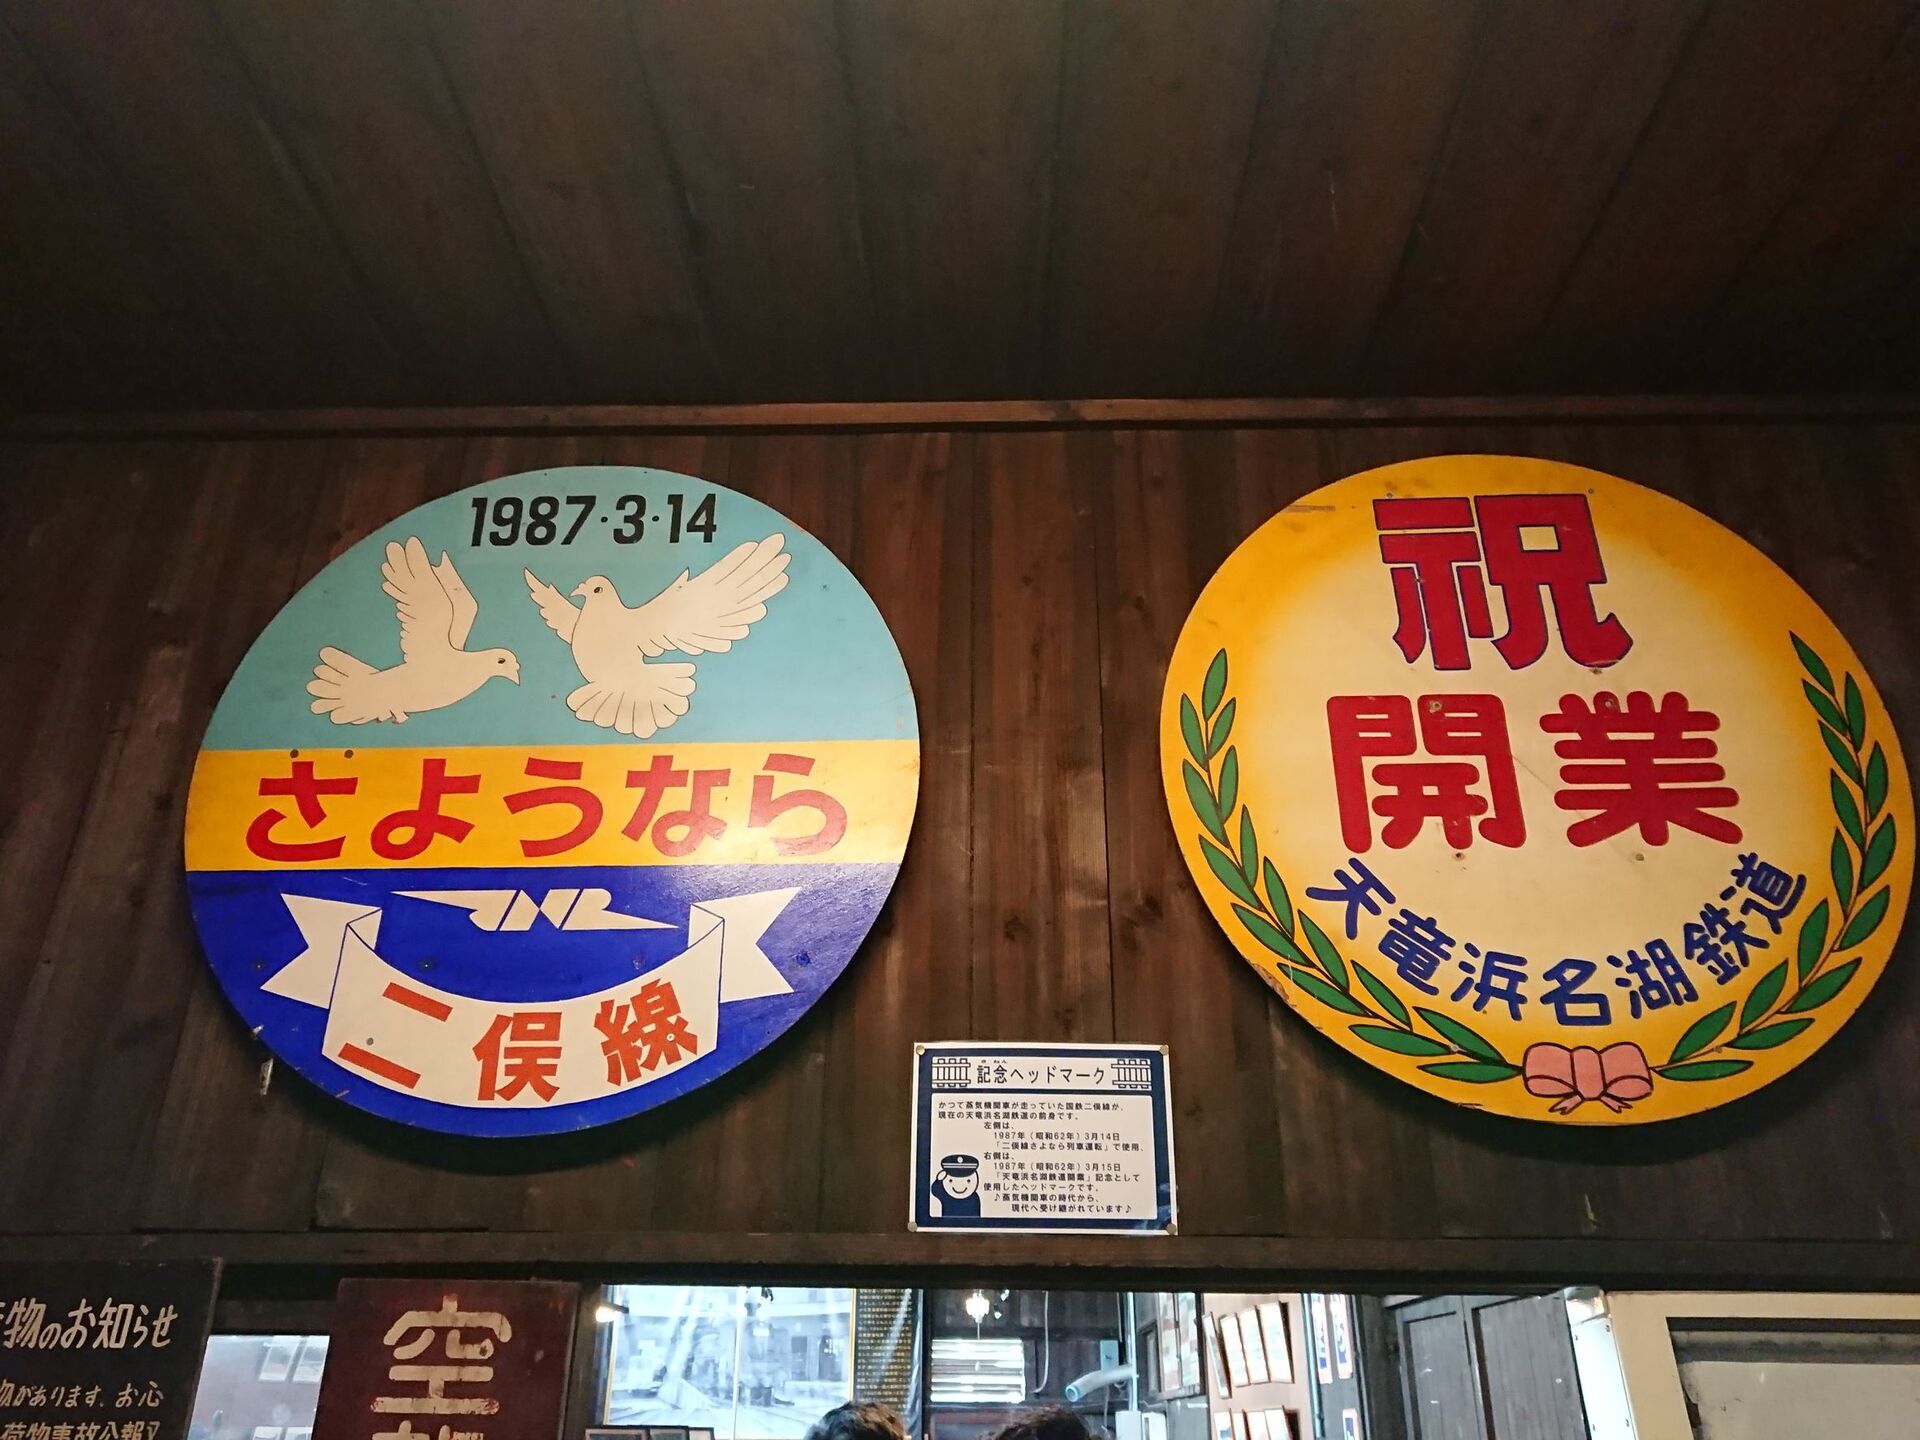 1987・3・14
さようなら
JNR
二俣線
祝
開業
天竜浜名湖鉄道
きねん
記念ヘッドマーク
かつて蒸気機関車が走っていた国鉄二俣線が、
現在の天竜浜名湖鉄道の前身です。
左側は、
1987年（昭和62年）3月14日
「二俣線さよなら列車運転」で使用、
右側は、
1987年（昭和62年）3月15日
「天竜浜名湖鉄道開業」記念として
使用したヘッドマークです。
♪蒸気機関車の時代から、
現代へ受け継がれています♪
物のお知らせ
物があります。お心
荷物事故公報又
空